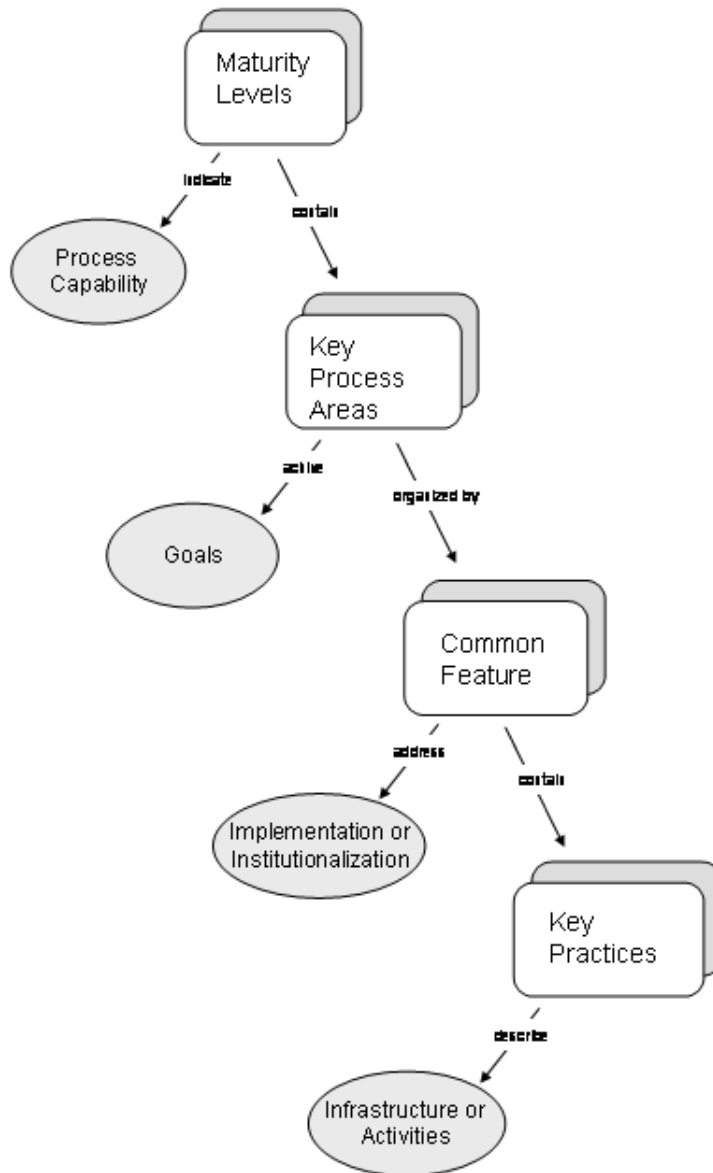 Maturity
Levels
indicate
contain
Process
Capability
Key
Process
Areas
achive
organized by
Goals
Common
Feature
address
contain
Implementation or
Institutionalization
Key
Practices
describe
Infrastructure or
Activities